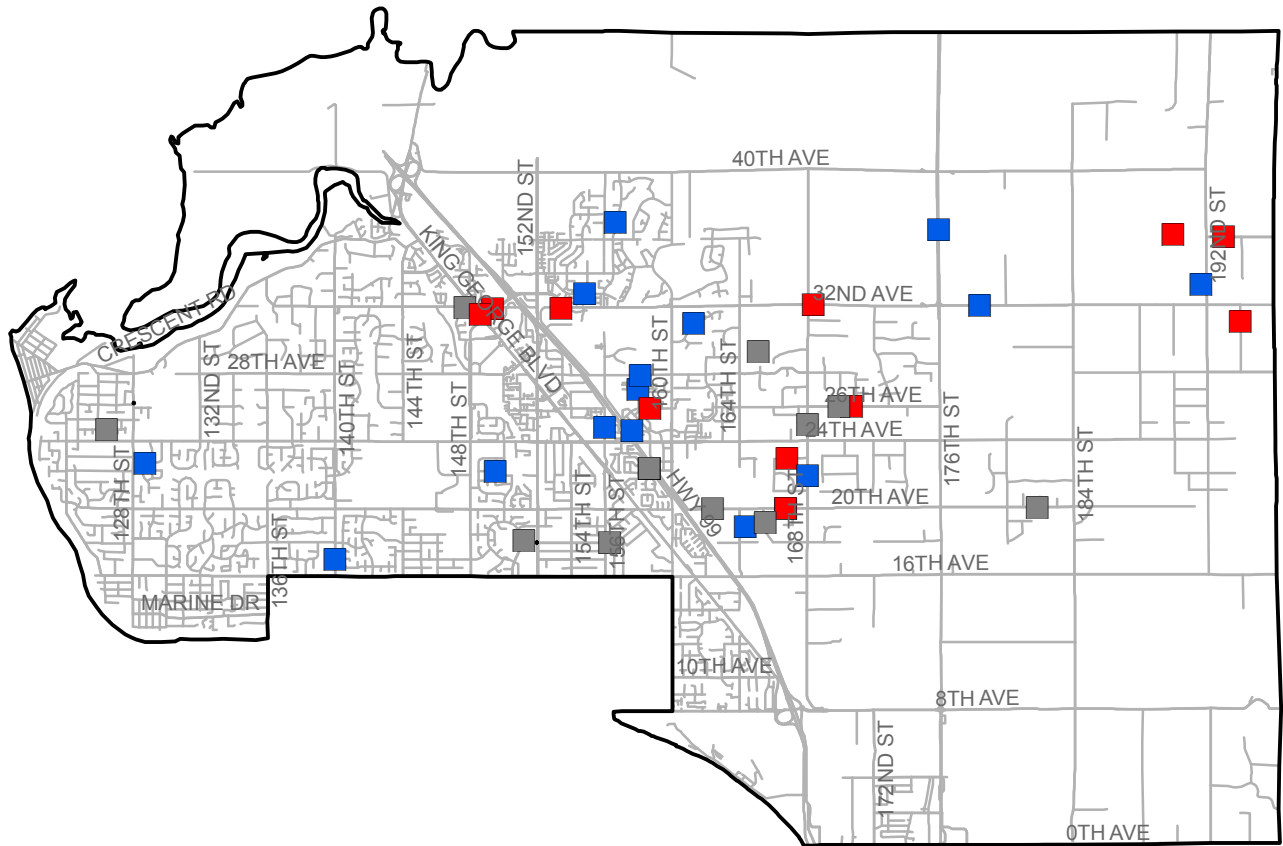 40TH AVE
152ND ST
192ND ST
KING GEORGE BLVD
CRESCENT RD
32ND AVE
28TH AVE
132ND ST
140TH ST
144TH ST
148TH ST
160TH ST
164TH ST
26TH AVE
24TH AVE
176TH ST
184TH ST
128TH ST
136TH ST
154TH ST
156TH ST
HWY 99
168TH ST
20TH AVE
16TH AVE
MARINE DR
10TH AVE
8TH AVE
172ND ST
0TH AVE